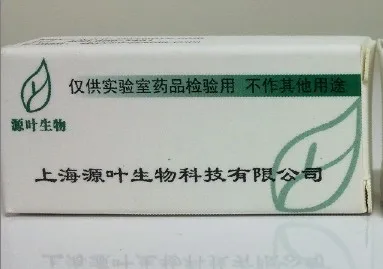 仅供实验室药品检验用 不作其他用途
源叶生物
上海源叶生物科技有限公司